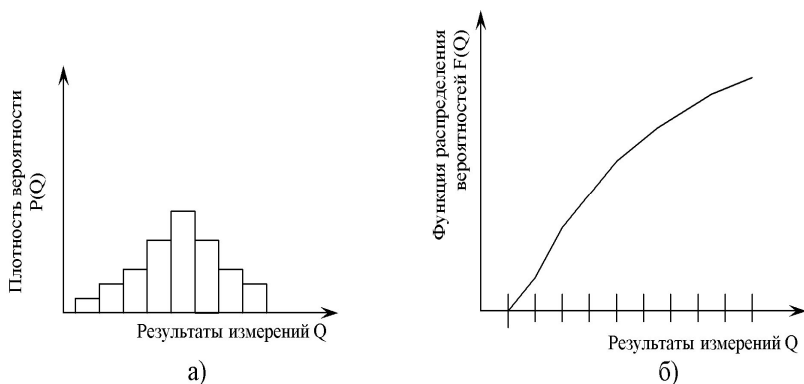 Плотность вероятности
P(Q)
Результаты измерений Q
а)
Функция распределения
вероятностей F(Q)
Результаты измерений Q
б)